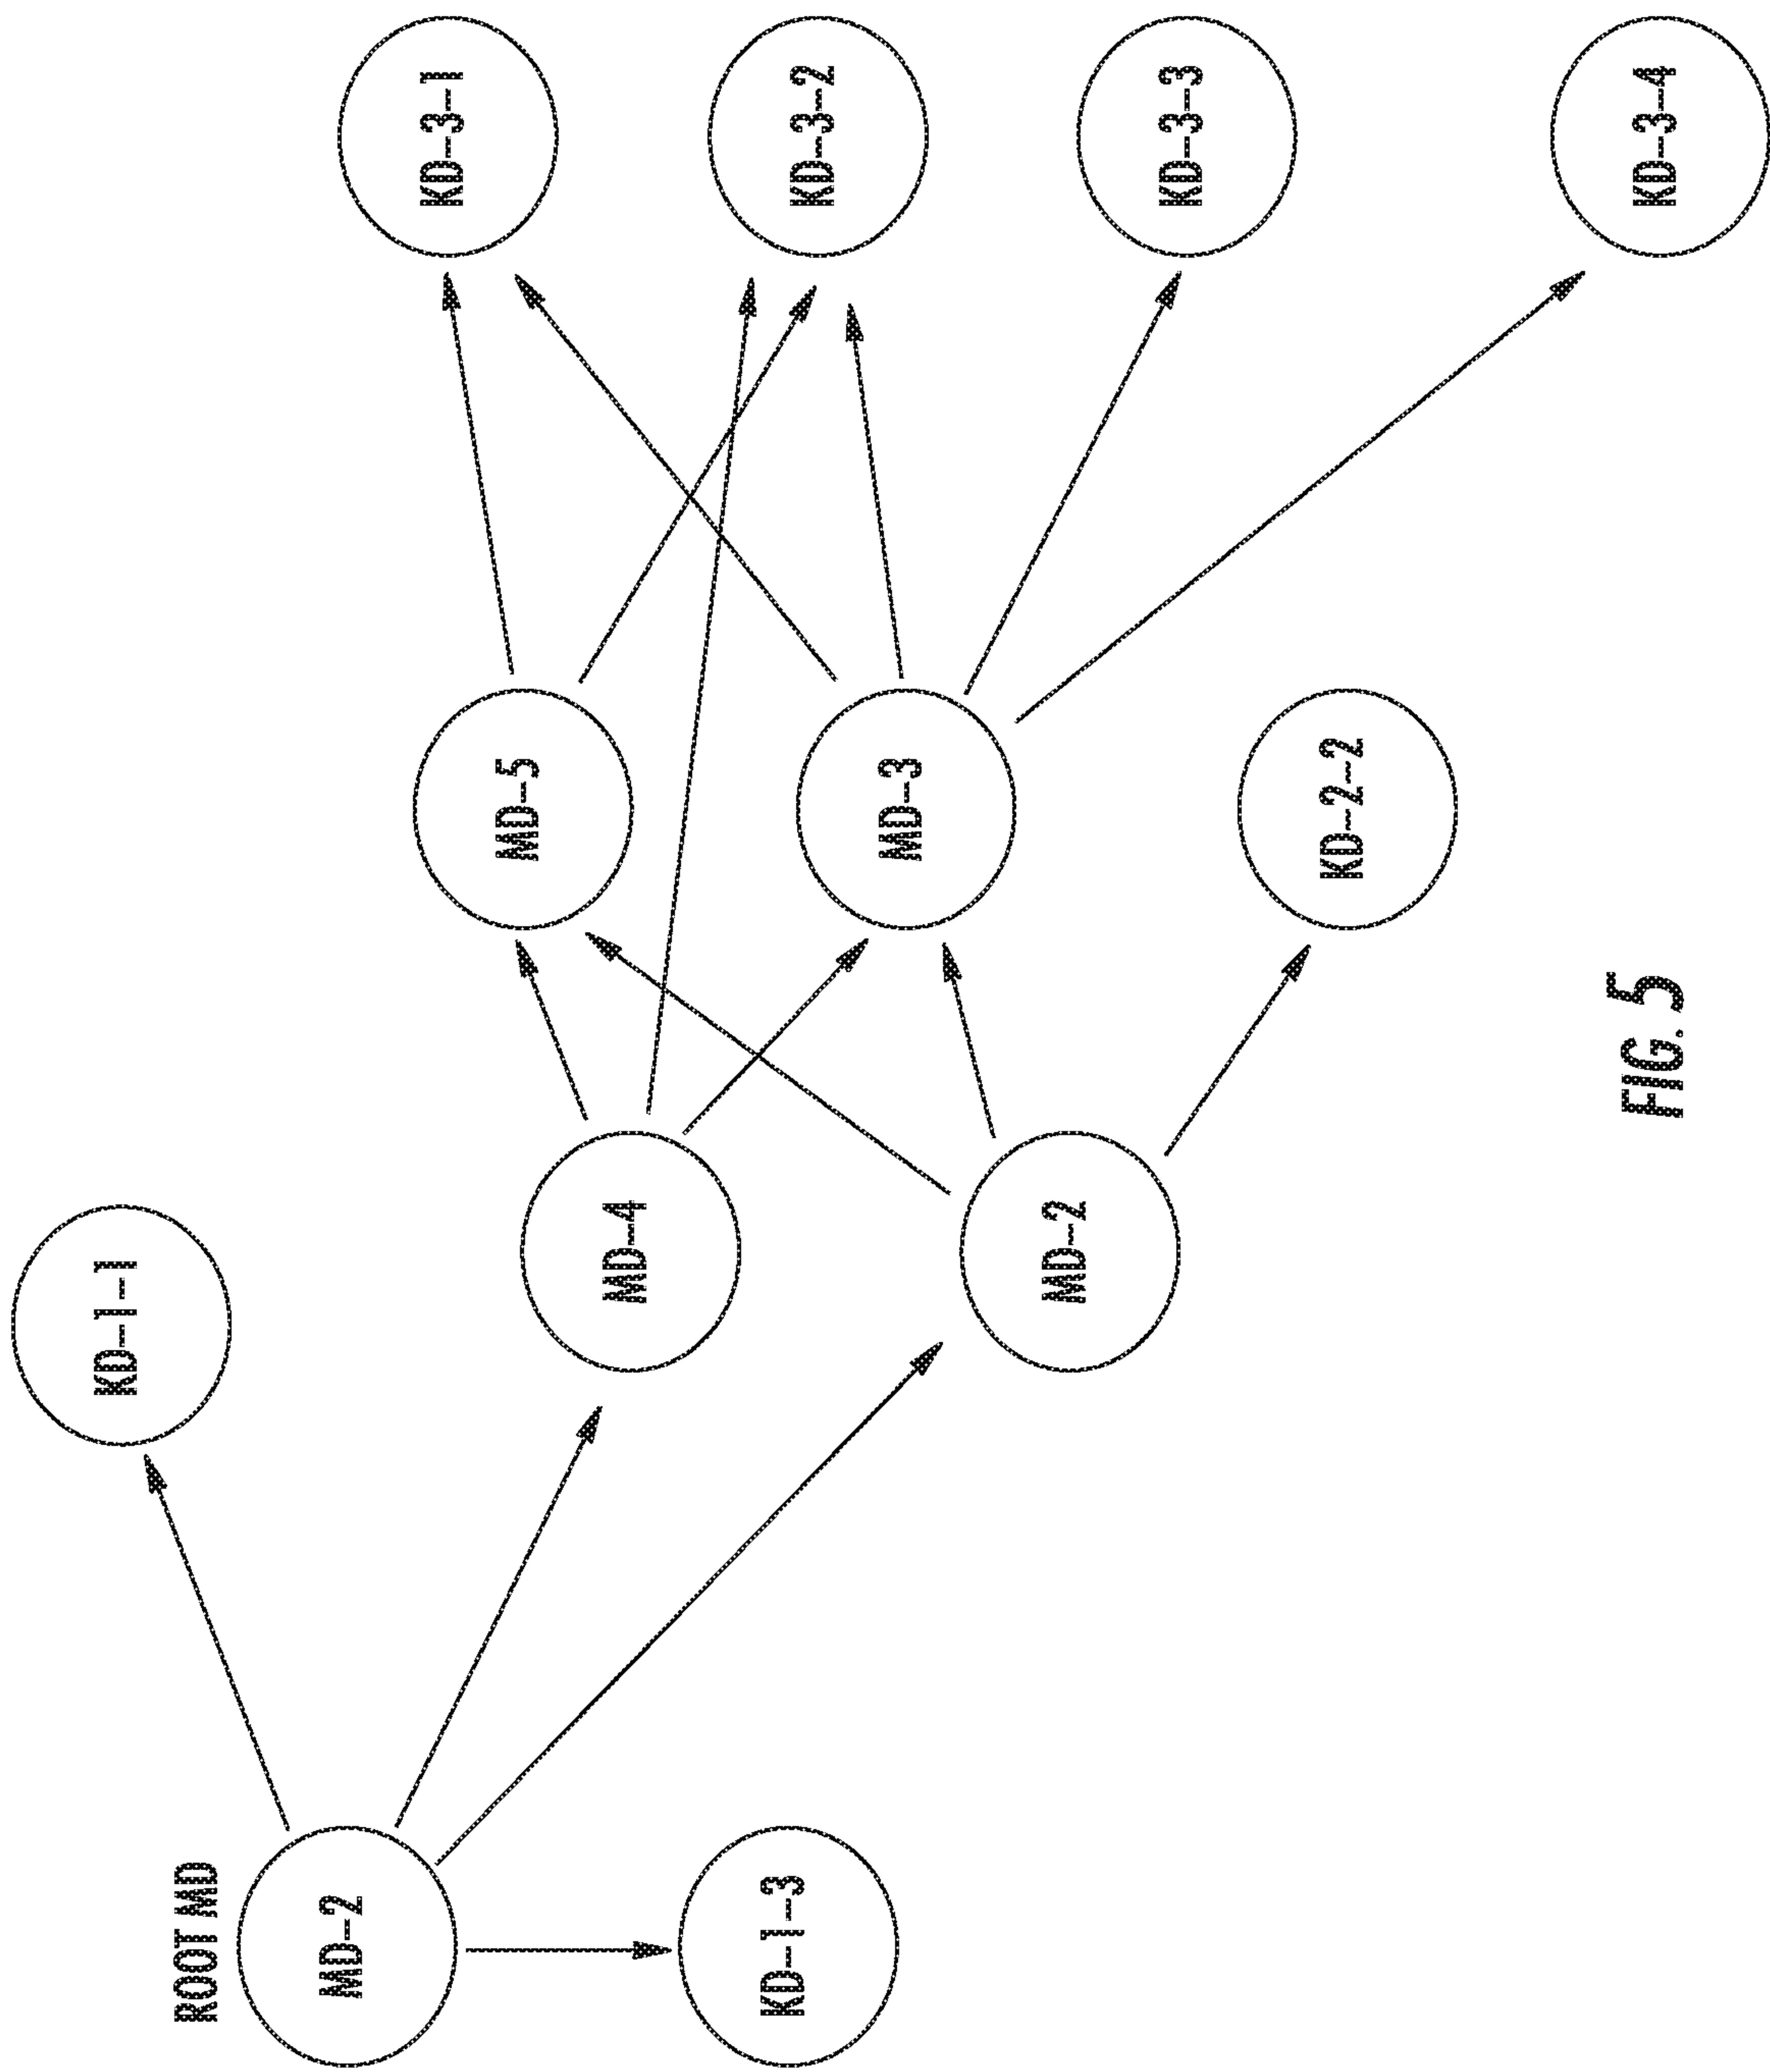 KD-1-1
ROOT MD
MD-2
KD-3-1
MD-5
MD-4
KD-1-3
KD-3-2
MD-3
MD-2
KD-3-3
KD-2-2
KD-3-4
FIG. 5